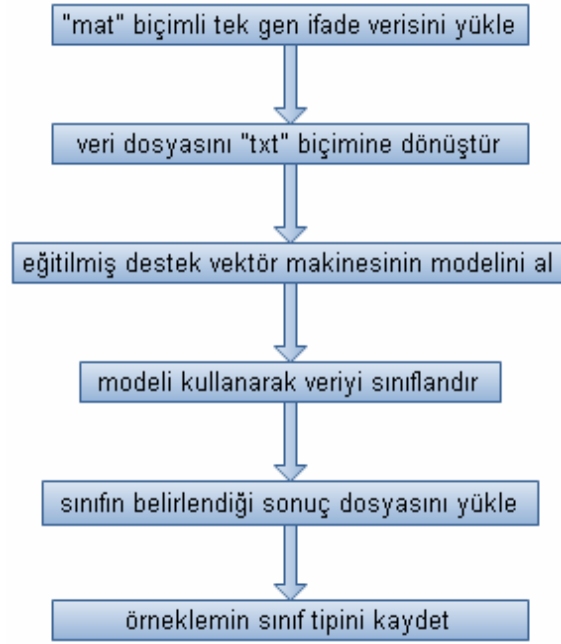 "mat" biçimli tek gen ifade verisini yükle
veri dosyasını "txt" biçimine dönüştür
eğitilmiş destek vektör makinesinin modelini al
modeli kullanarak veriyi sınıflandır
sınıfın belirlendiği sonuç dosyasını yükle
örneklemin sınıf tipini kaydet